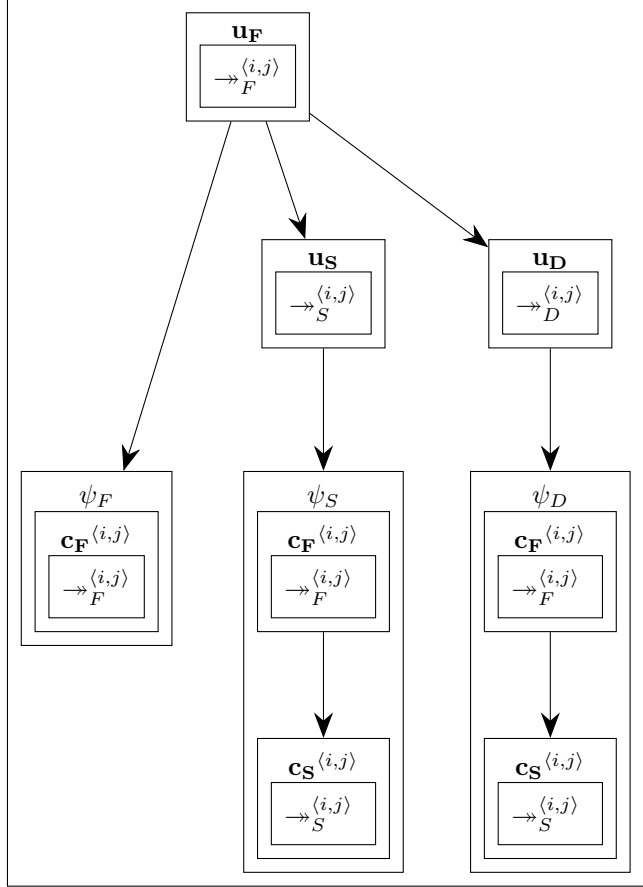 u_F
↠_F^⟨i,j⟩
u_S
↠_S^⟨i,j⟩
u_D
↠_D^⟨i,j⟩
ψ_F
c_F^⟨i,j⟩
↠_F^⟨i,j⟩
ψ_S
c_F^⟨i,j⟩
↠_F^⟨i,j⟩
c_S^⟨i,j⟩
↠_S^⟨i,j⟩
ψ_D
c_F^⟨i,j⟩
↠_F^⟨i,j⟩
c_S^⟨i,j⟩
↠_S^⟨i,j⟩